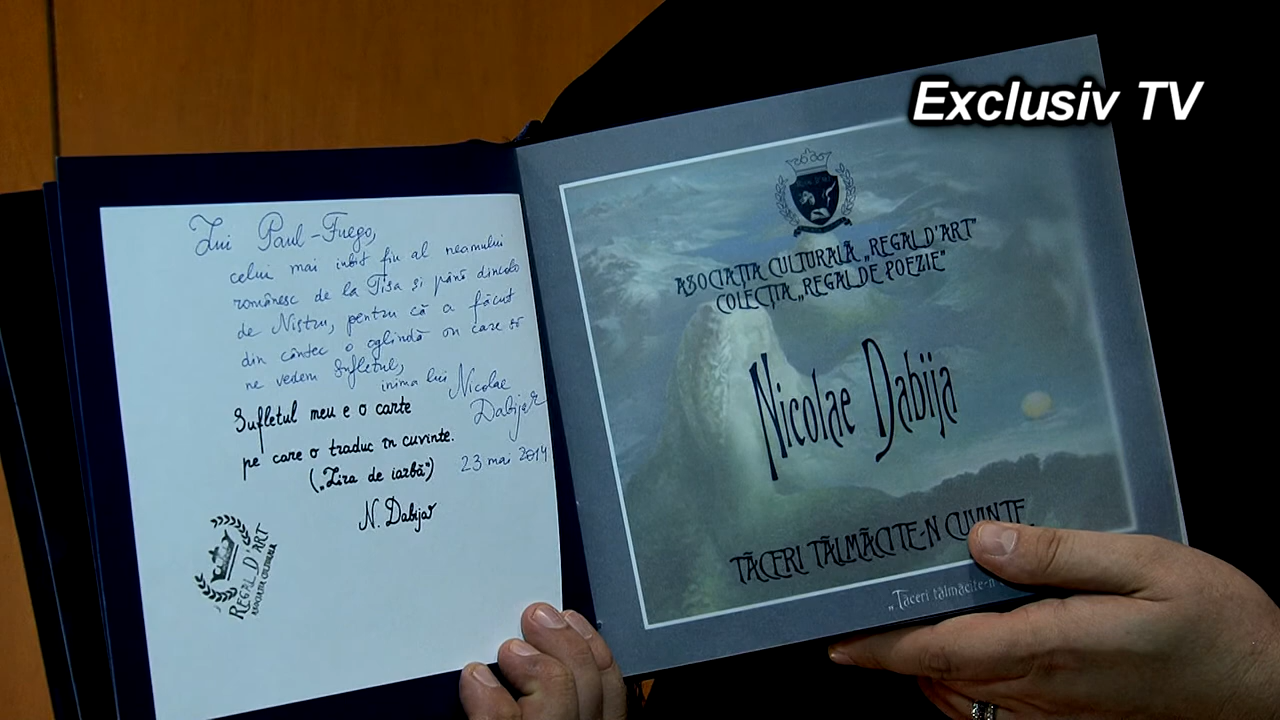 Exclusiv TV
Lui Paul-Fuego,
celui mai iubit fiu al neamului
românesc de la Tisa și până dincolo
de Nistru, pentru că a făcut
din cântec o oglindă în care să
ne vedem sufletul,
inima lui Nicolae
Dabija
Sufletul meu e o carte
pe care o traduc în cuvinte.
(„Lira de iarbă")
23 mai 2014
N. Dabija
REGAL D'ART
ASOCIAȚIA CULTURALĂ
ASOCIAȚIA CULTURALĂ „REGAL D'ART"
COLECȚIA „REGAL DE POEZIE"
Nicolae Dabija
TĂCERI TĂLMĂCITE-N CUVINTE
„Tăceri tălmăcite-n